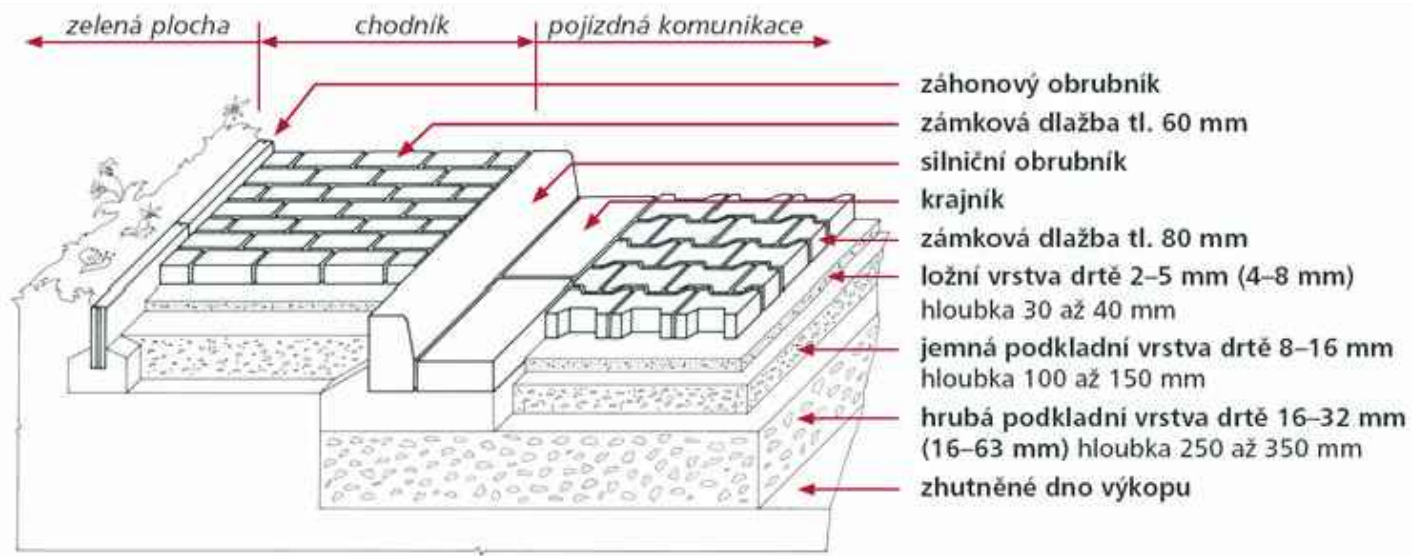 zelená plocha chodník pojízdná komunikace
záhonový obrubník
zámková dlažba tl. 60 mm
silniční obrubník
krajník
zámková dlažba tl. 80 mm
ložní vrstva drtě 2–5 mm (4–8 mm)
hloubka 30 až 40 mm
jemná podkladní vrstva drtě 8–16 mm
hloubka 100 až 150 mm
hrubá podkladní vrstva drtě 16–32 mm
(16–63 mm) hloubka 250 až 350 mm
zhutněné dno výkopu